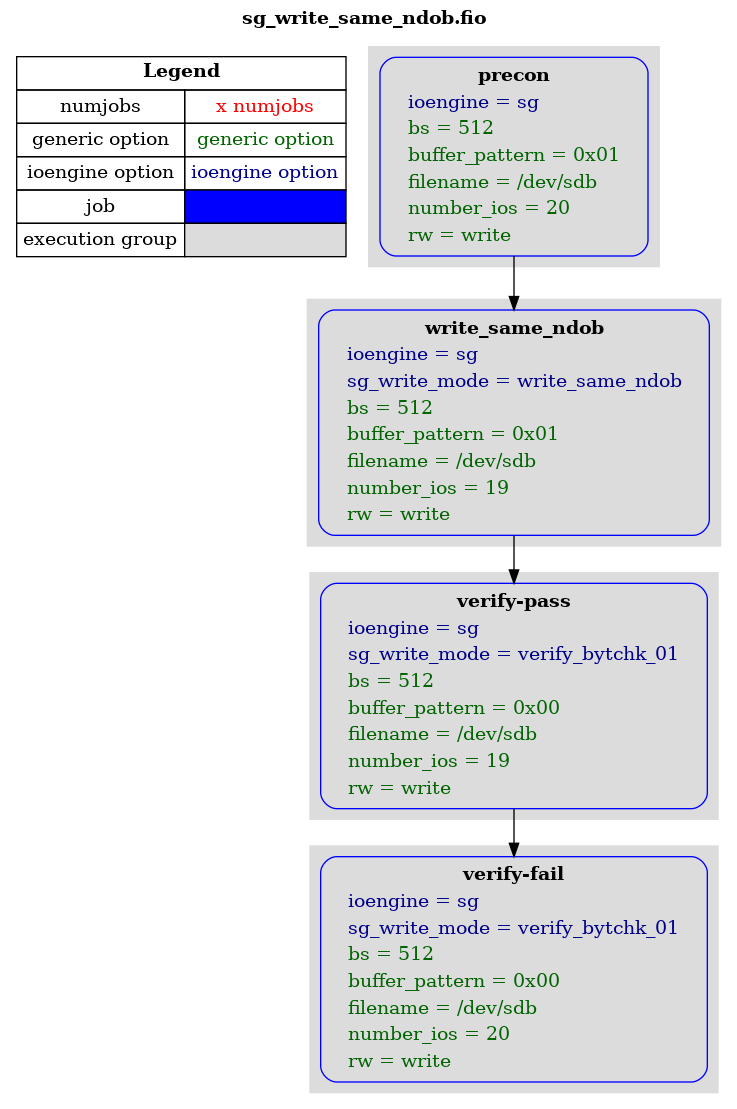 sg_write_same_ndob.fio
Legend
numjobs x numjobs
generic option generic option
ioengine option ioengine option
job
execution group
precon
ioengine = sg
bs = 512
buffer_pattern = 0x01
filename = /dev/sdb
number_ios = 20
rw = write
write_same_ndob
ioengine = sg
sg_write_mode = write_same_ndob
bs = 512
buffer_pattern = 0x01
filename = /dev/sdb
number_ios = 19
rw = write
verify-pass
ioengine = sg
sg_write_mode = verify_bytchk_01
bs = 512
buffer_pattern = 0x00
filename = /dev/sdb
number_ios = 19
rw = write
verify-fail
ioengine = sg
sg_write_mode = verify_bytchk_01
bs = 512
buffer_pattern = 0x00
filename = /dev/sdb
number_ios = 20
rw = write